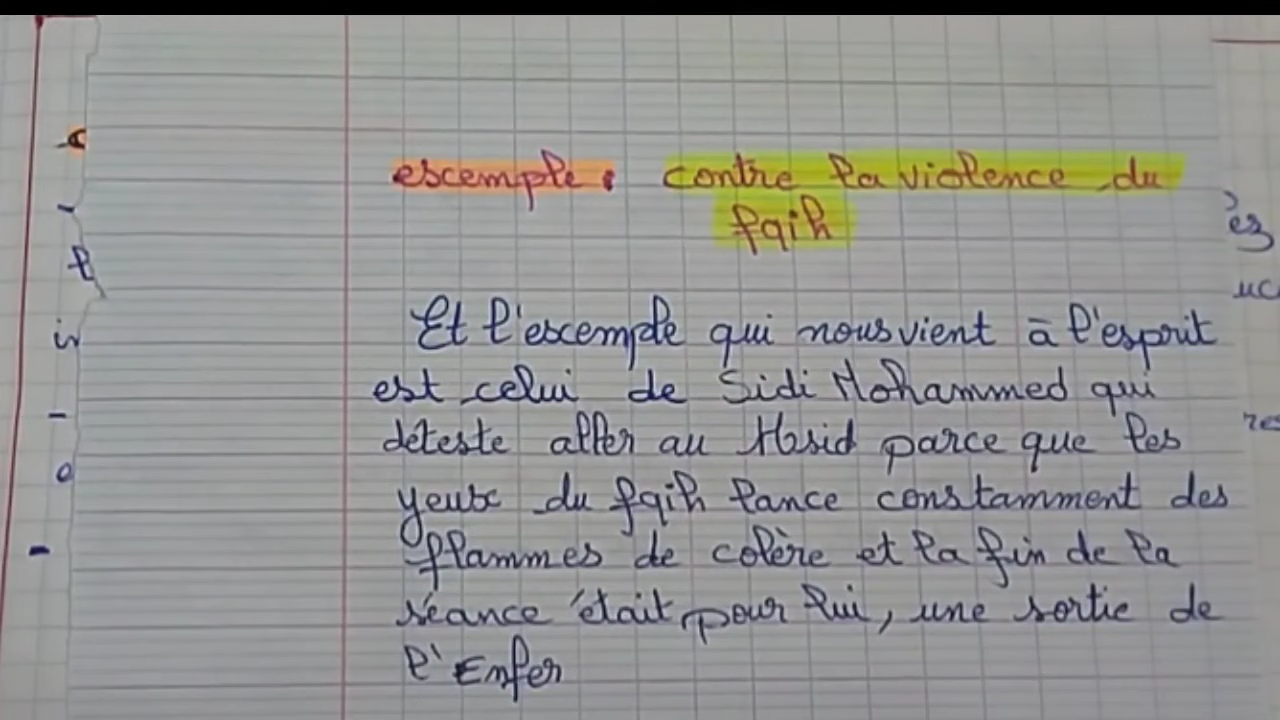 exemple : contre la violence du
fqih
Et l'exemple qui nous vient à l'esprit
est celui de Sidi Mohammed qui
déteste aller au Msid parce que les
yeux du fqih lance constamment des
flammes de colère et la fin de la
séance était pour lui, une sortie de
l'Enfer